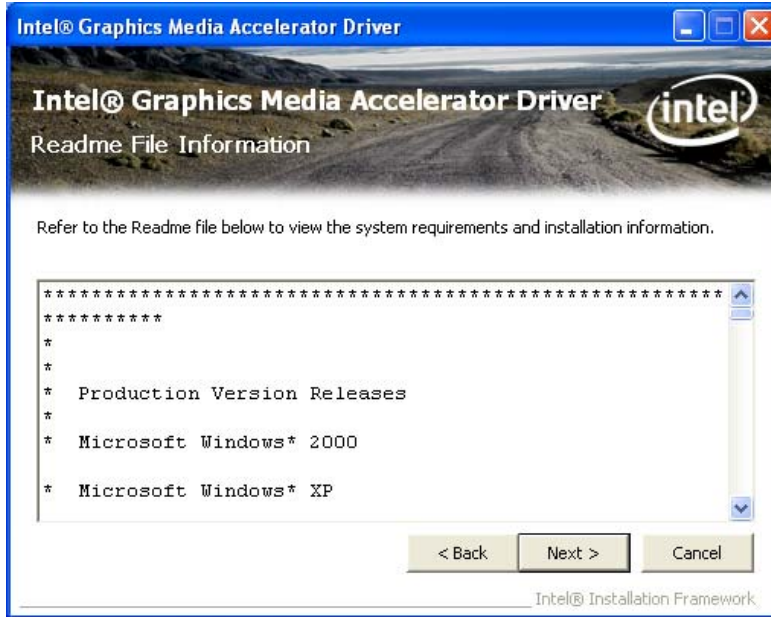 Intel® Graphics Media Accelerator Driver
Intel® Graphics Media Accelerator Driver
intel
Readme File Information
Refer to the Readme file below to view the system requirements and installation information.
********************************************************
**********
*
*
* Production Version Releases
*
* Microsoft Windows* 2000
* Microsoft Windows* XP
< Back
Next >
Cancel
Intel® Installation Framework